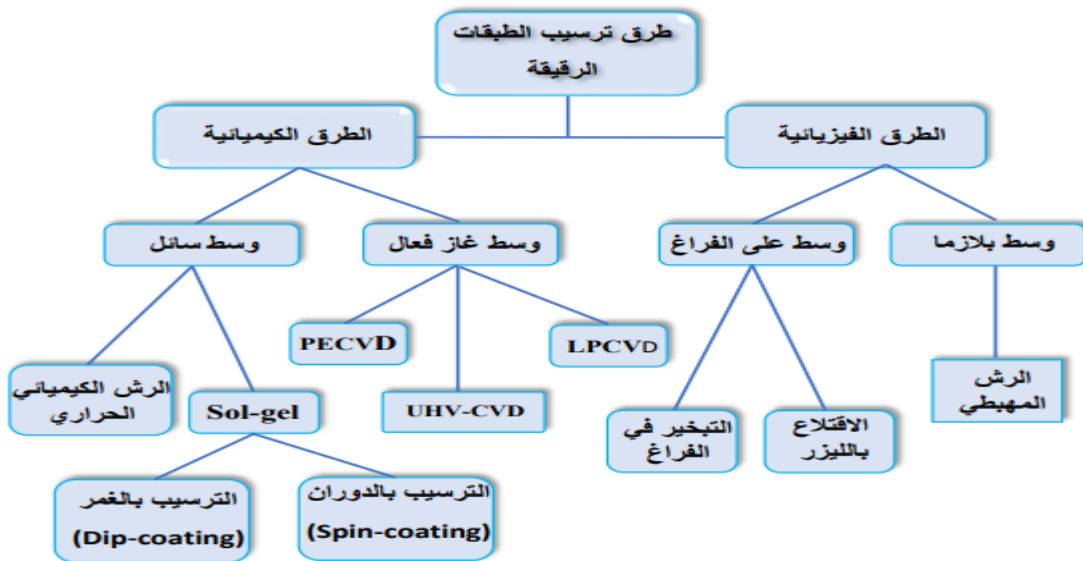 طرق ترسيب الطبقات
الرقيقة
الطرق الفيزيائية
الطرق الكيميائية
وسط بلازما
وسط على الفراغ
وسط غاز فعال
وسط سائل
الرش
المهبطي
الاقتلاع
بالليزر
التبخير في
الفراغ
LPCVD
UHV-CVD
PECVD
Sol-gel
الرش الكيميائي
الحراري
الترسيب بالدوران
(Spin-coating)
الترسيب بالغمر
(Dip-coating)